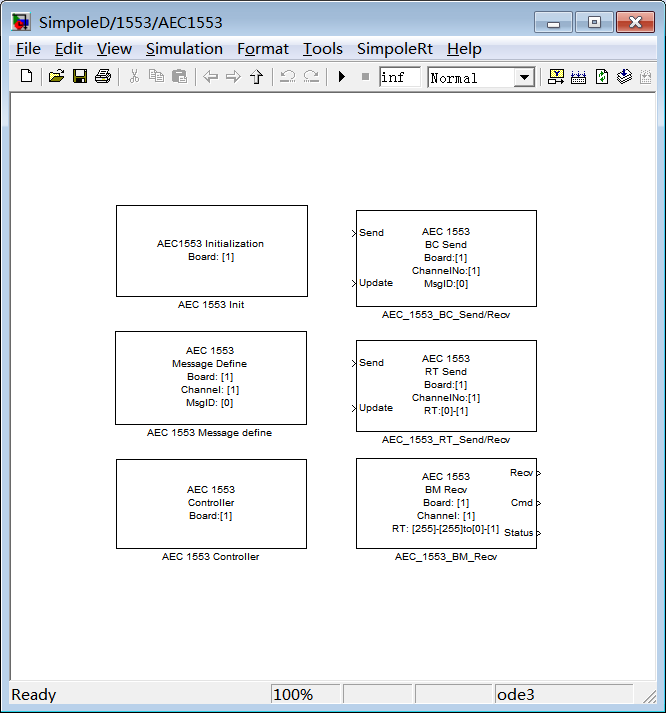 SimpoleD/1553/AEC1553
File Edit View Simulation Format Tools SimpoleRt Help
inf Normal
AEC1553 Initialization
Board: [1]
AEC 1553 Init
AEC 1553
Message Define
Board: [1]
Channel: [1]
MsgID: [0]
AEC 1553 Message define
AEC 1553
Controller
Board:[1]
AEC 1553 Controller
Send
Update
AEC 1553
BC Send
Board:[1]
ChannelNo:[1]
MsgID:[0]
AEC_1553_BC_Send/Recv
Send
Update
AEC 1553
RT Send
Board:[1]
ChannelNo:[1]
RT:[0]-[1]
AEC_1553_RT_Send/Recv
AEC 1553
BM Recv
Board: [1]
Channel: [1]
RT: [255]-[255]to[0]-[1]
Recv
Cmd
Status
AEC_1553_BM_Recv
Ready 100% ode3